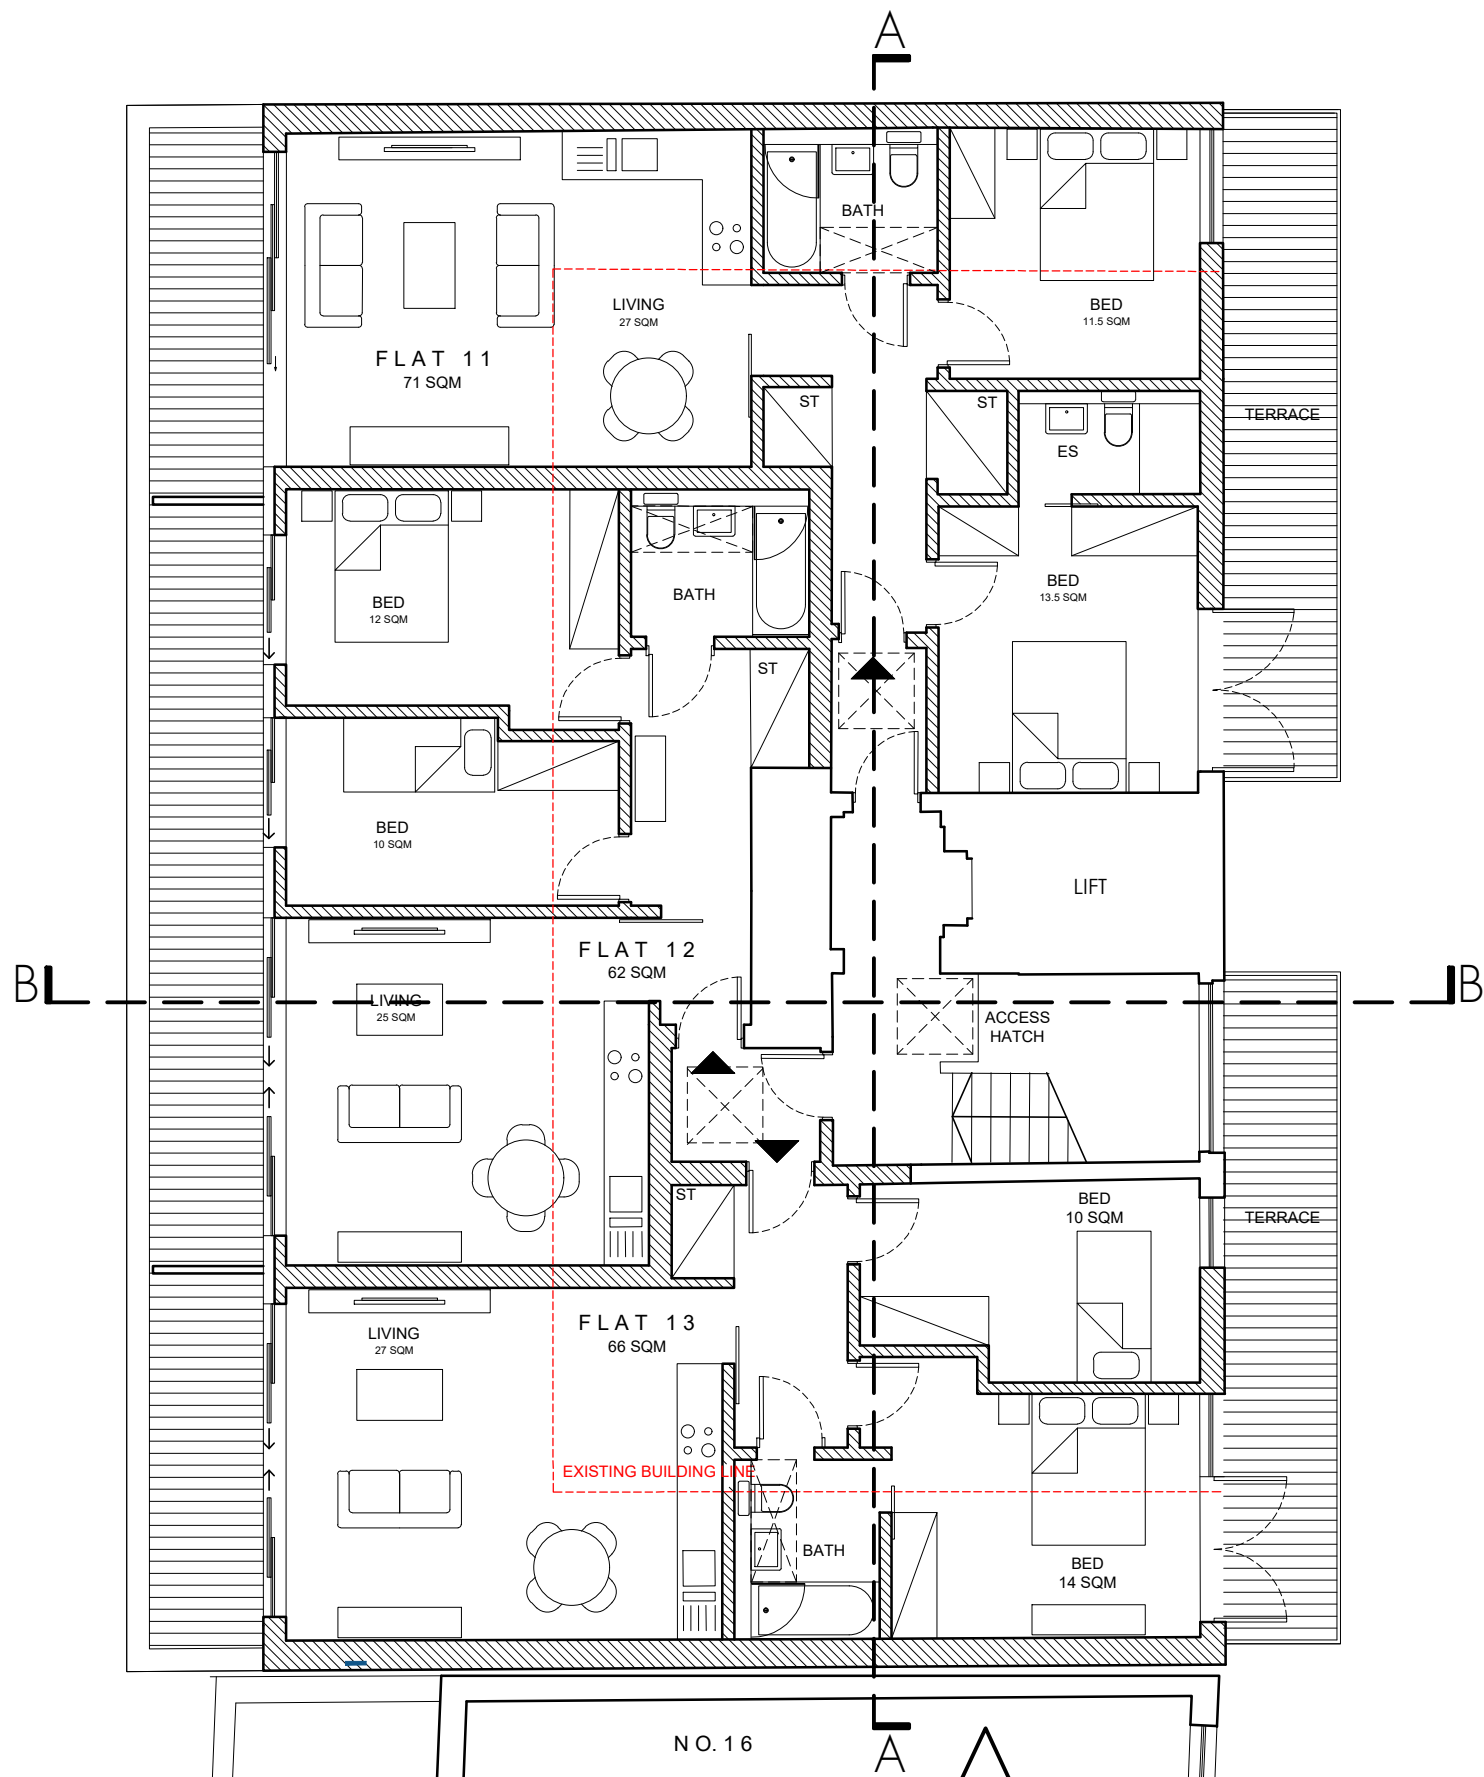 A
BATH
LIVING
27 SQM
BED
11.5 SQM
FLAT 11
71 SQM
ST
ST
TERRACE
ES
BED
12 SQM
BATH
BED
13.5 SQM
ST
BED
10 SQM
LIFT
FLAT 12
62 SQM
B
B
LIVING
25 SQM
ACCESS
HATCH
ST
BED
10 SQM
TERRACE
LIVING
27 SQM
FLAT 13
66 SQM
EXISTING BUILDING LINE
BATH
BED
14 SQM
NO.16
A